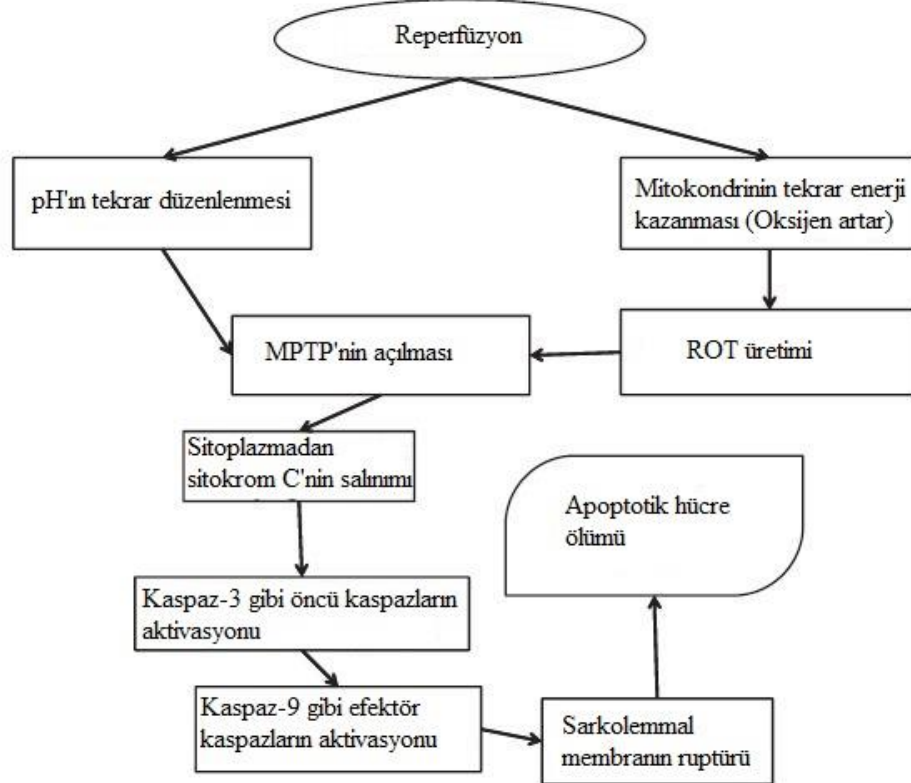 Reperfüzyon
pH'ın tekrar düzenlenmesi
Mitokondrinin tekrar enerji
kazanması (Oksijen artar)
MPTP'nin açılması
ROT üretimi
Sitoplazmadan
sitokrom C'nin salınımı
Apoptotik hücre
ölümü
Kaspaz-3 gibi öncü kaspazların
aktivasyonu
Kaspaz-9 gibi efektör
kaspazların aktivasyonu
Sarkolemmal
membranın ruptürü